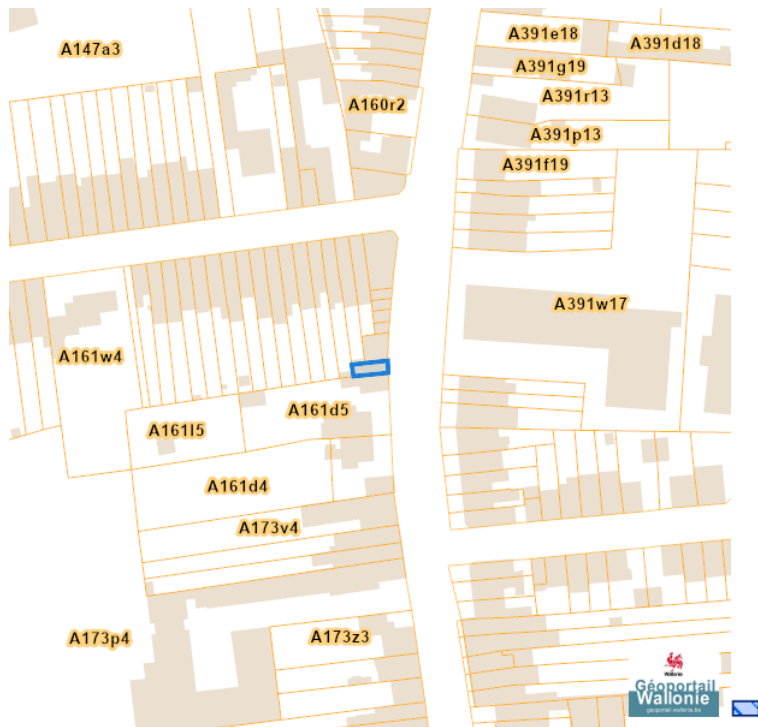 A391e18
A391d18
A147a3
A391g19
A391r13
A160r2
A391p13
A391f19
A391w17
A161w4
A161d5
A161l5
A161d4
A173v4
A173p4
A173z3
Wallonie
Géoportail
Wallonie
geoportail.wallonie.be